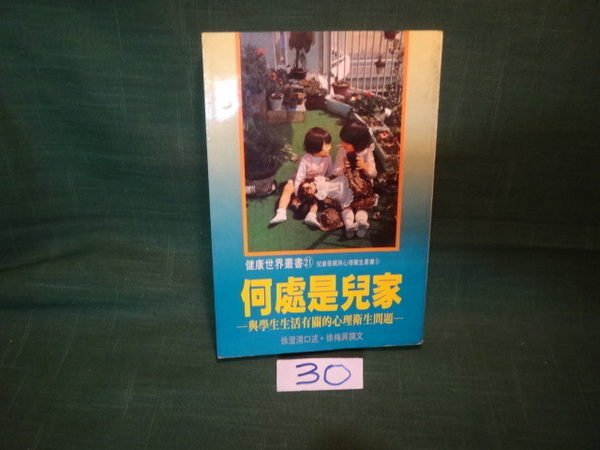 健康世界叢書21 兒童發展與心理衛生叢書⑤
何處是兒家
—與學生生活有關的心理衛生問題—
徐澄清口述・徐梅屏撰文
30